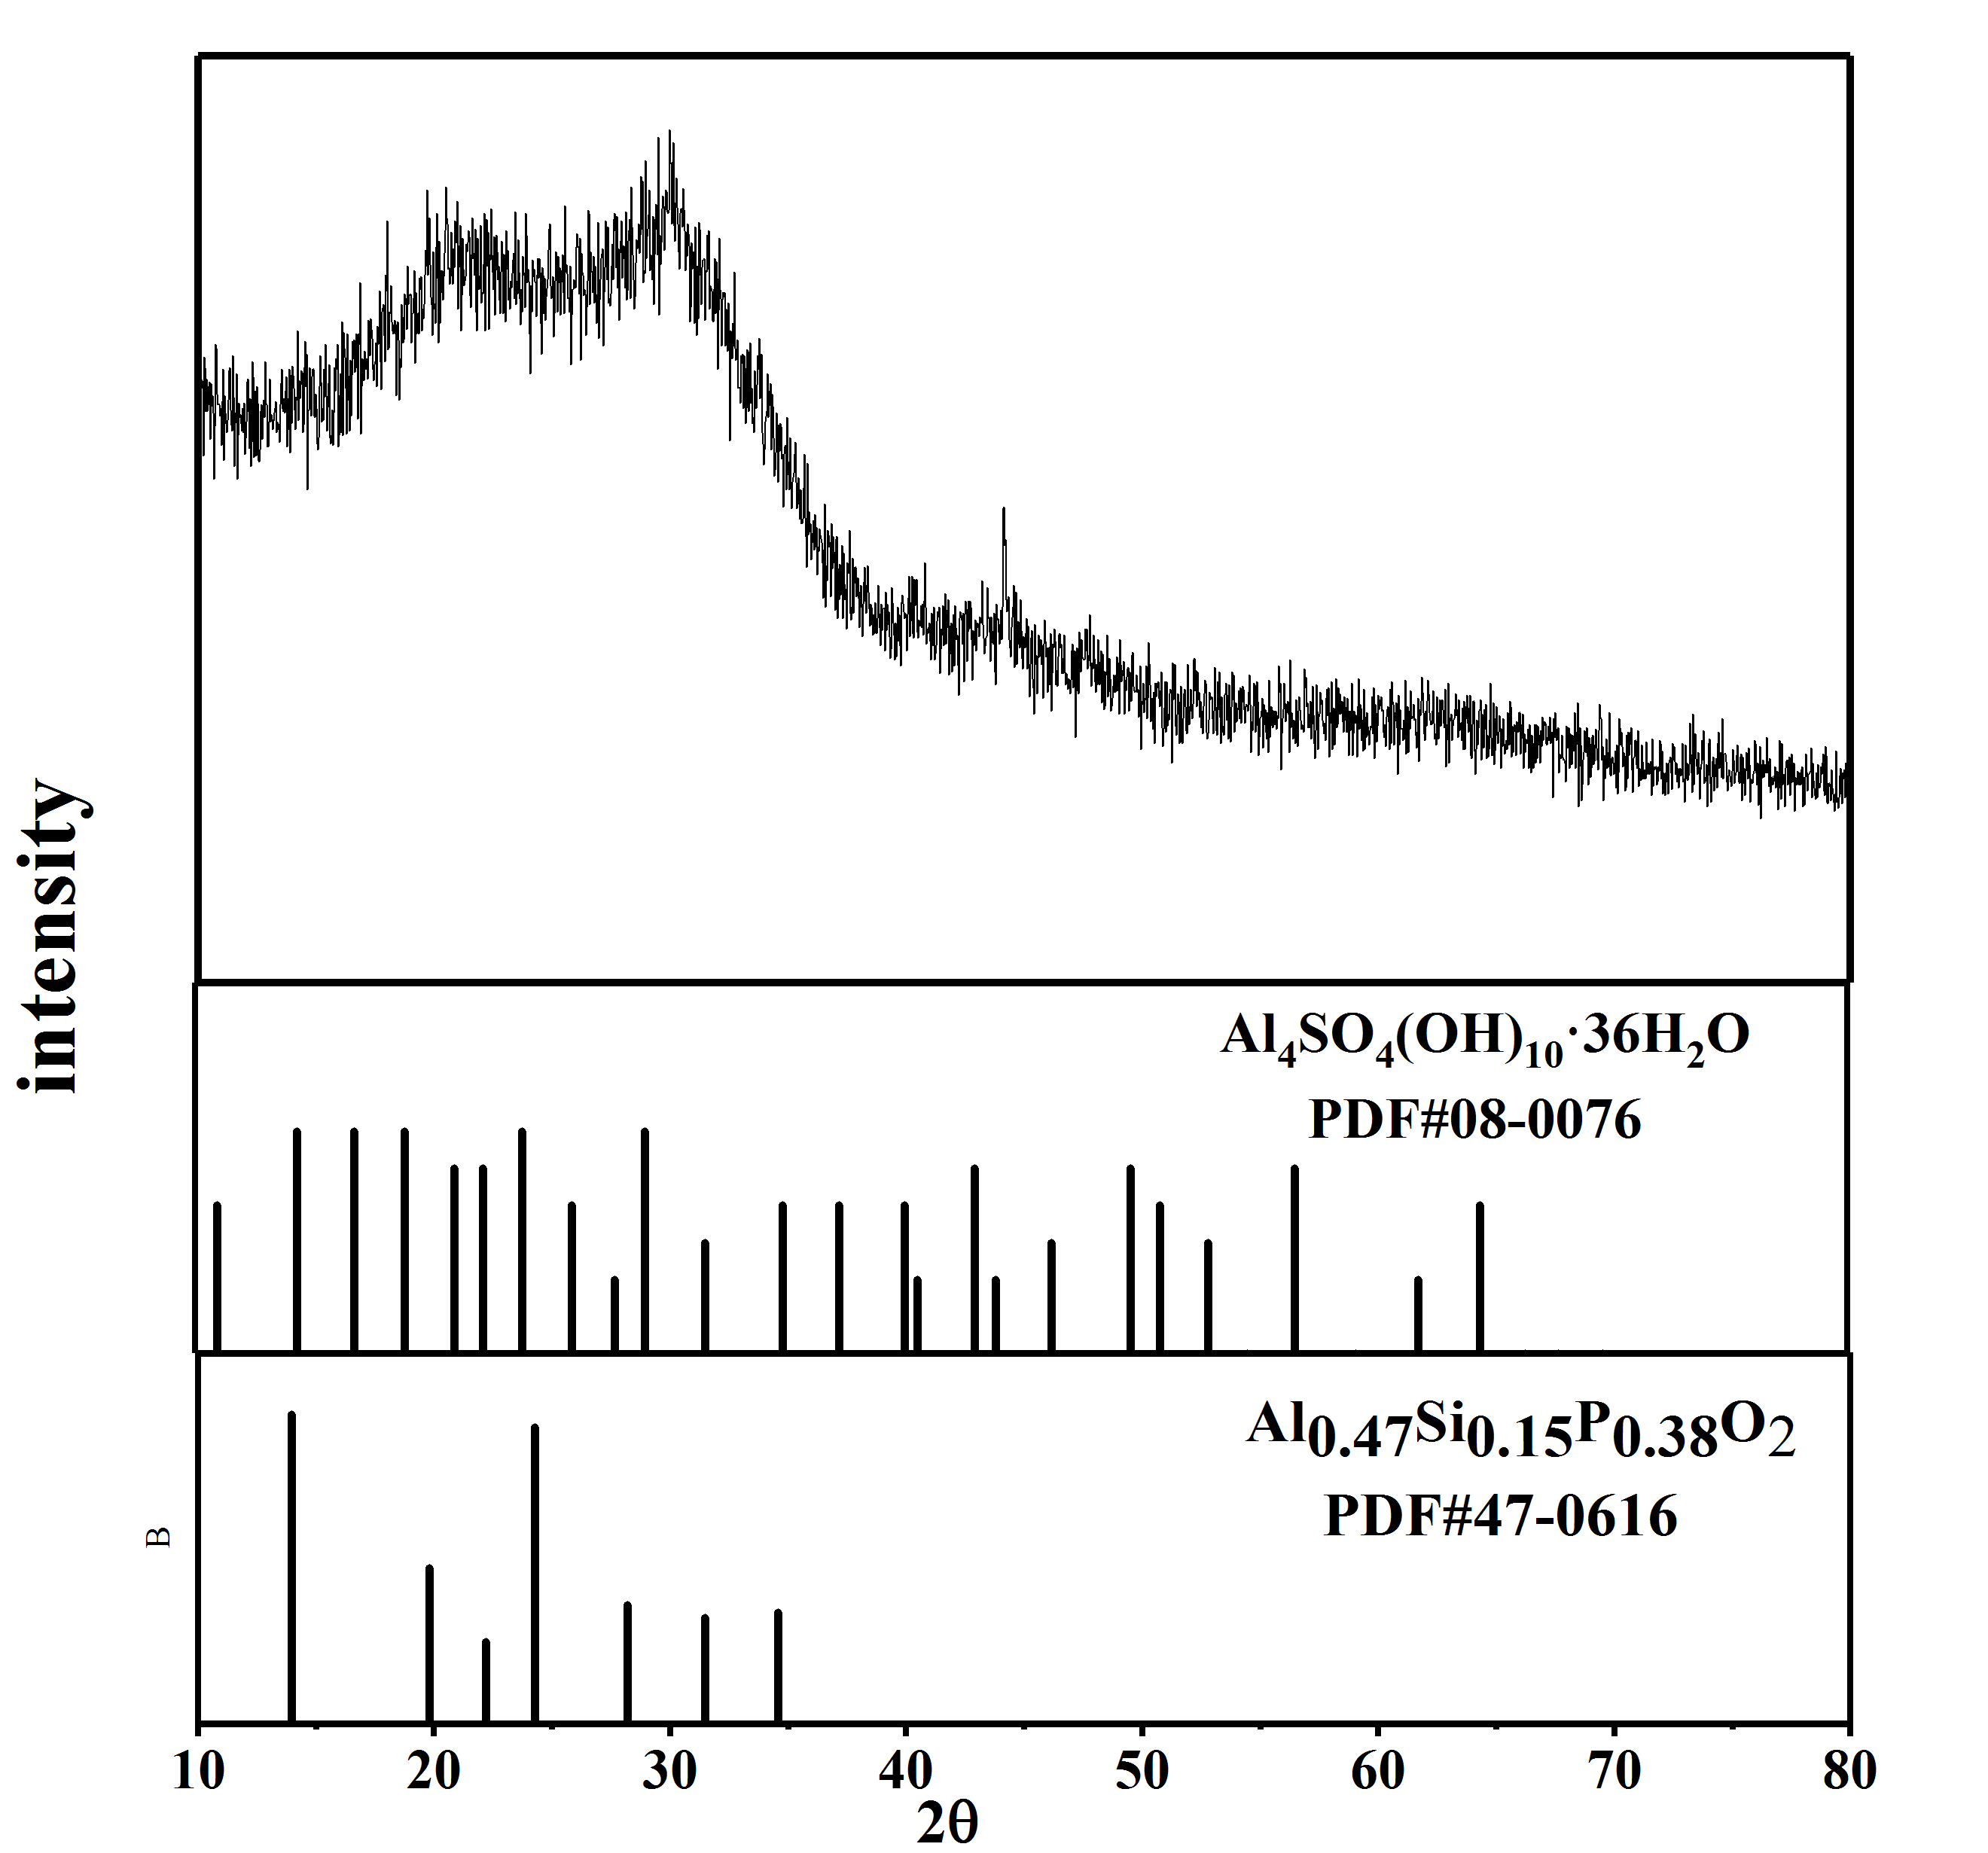 intensity
Al₄SO₄(OH)₁₀·36H₂O
PDF#08-0076
Al0.47Si0.15P0.38O2
PDF#47-0616
B
10 20 30 40 50 60 70 80
2θ